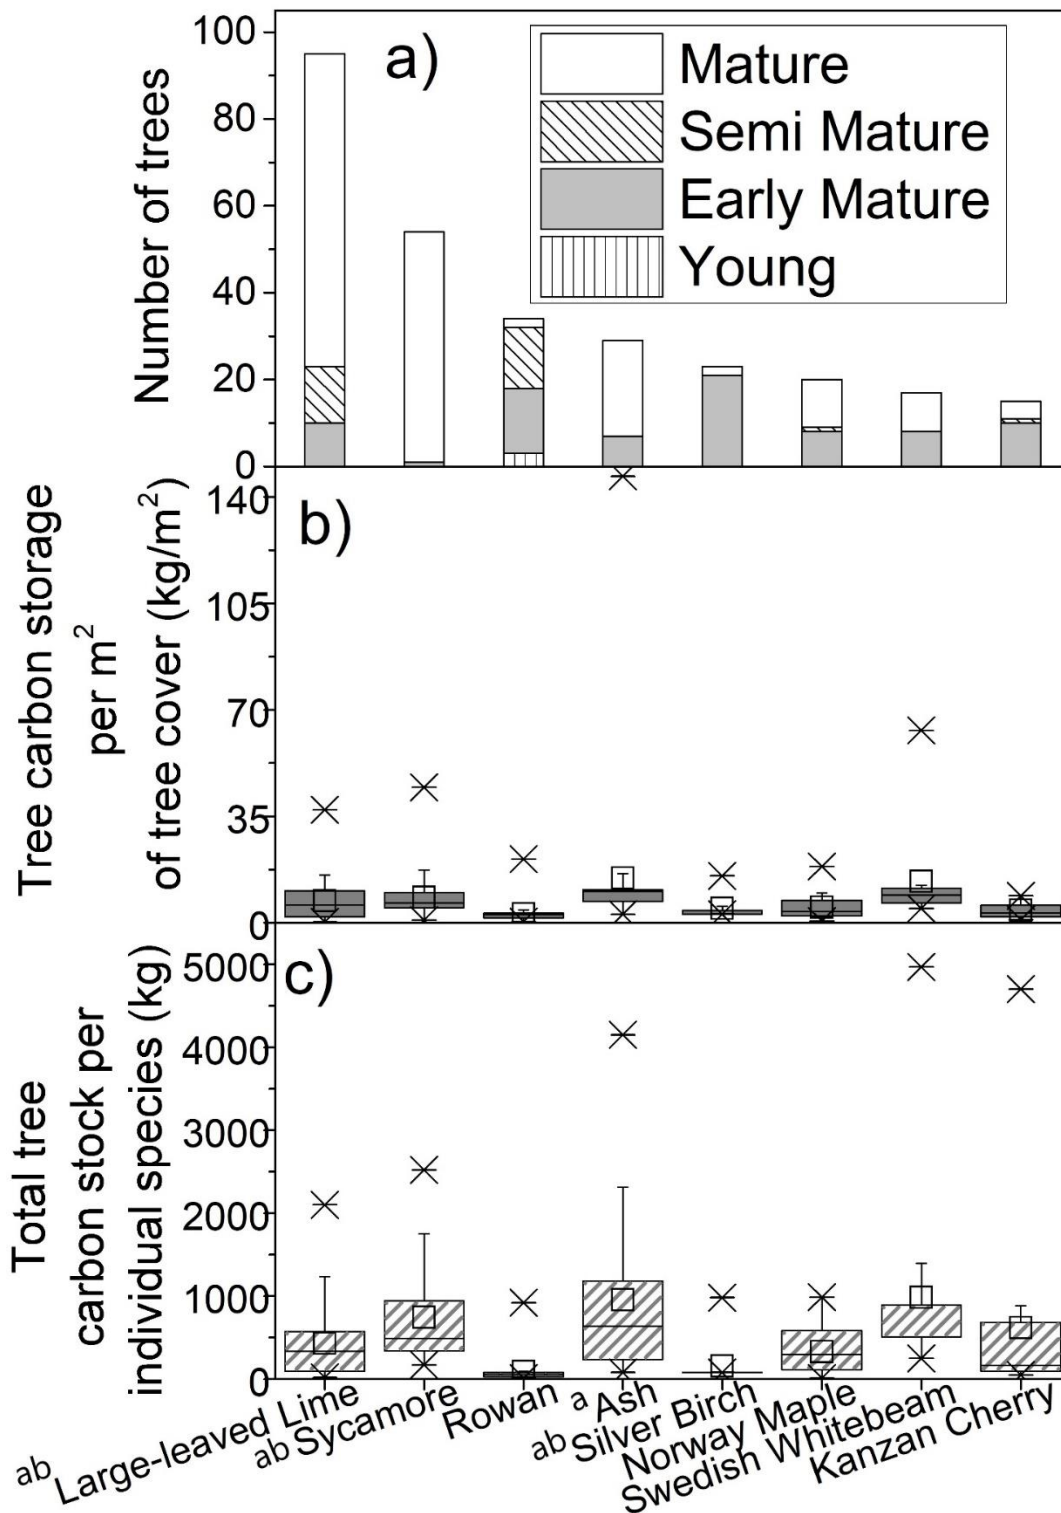 100
80
60
40
20
0
Number of trees
a)
Mature
Semi Mature
Early Mature
Young
140
105
70
35
0
Tree carbon storage
per m²
of tree cover (kg/m²)
b)
5000
4000
3000
2000
1000
0
Total tree
carbon stock per
individual species (kg)
c)
ab Large-leaved Lime
ab Sycamore
Rowan
a Ash
ab Silver Birch
Norway Maple
Swedish Whitebeam
Kanzan Cherry